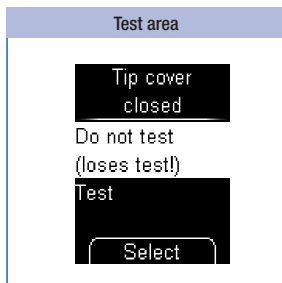 Test area
Tip cover
closed
Do not test
(loses test!)
Test
Select